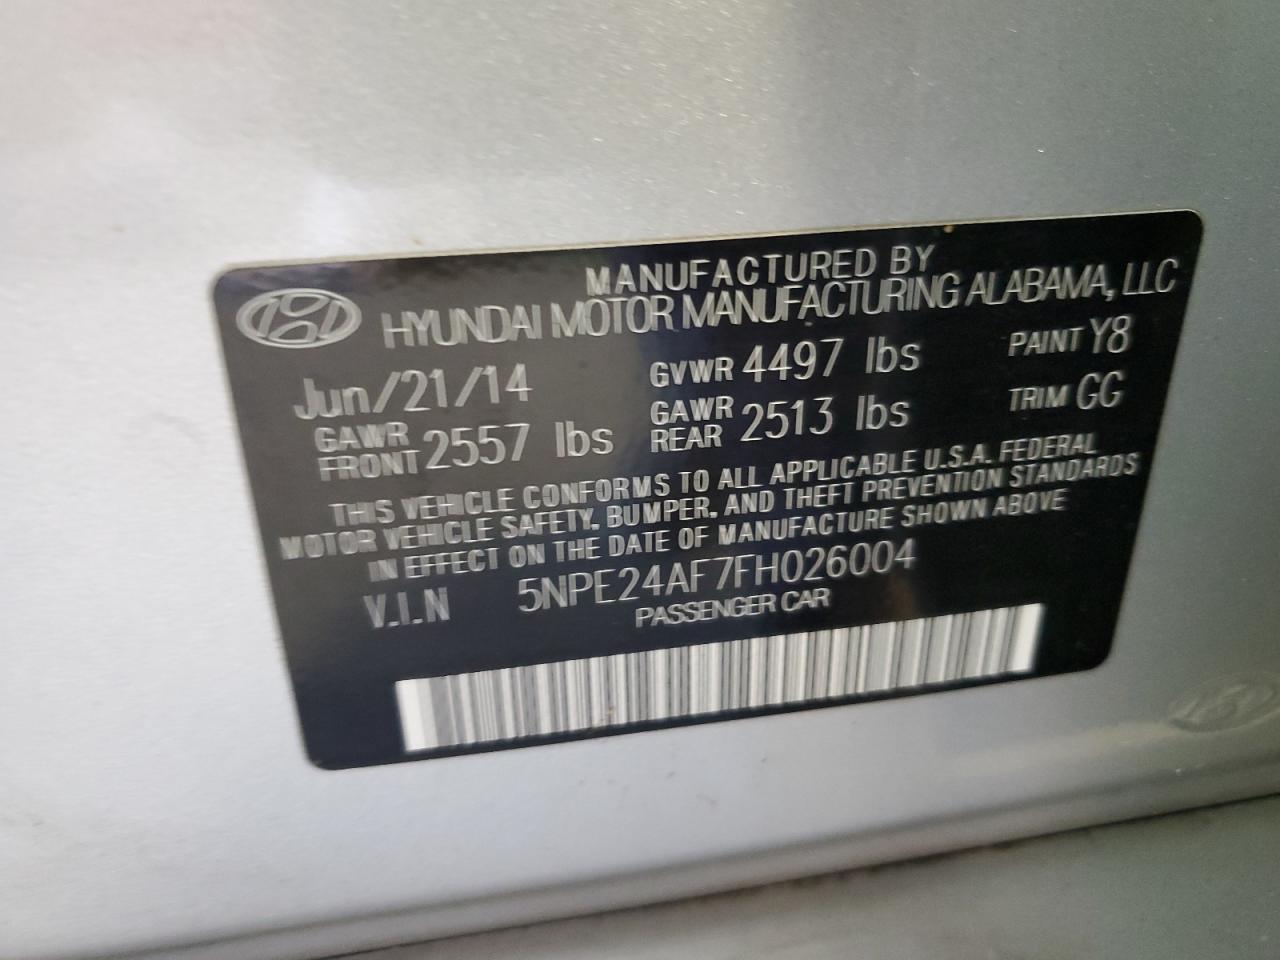 MANUFACTURED BY
HYUNDAI MOTOR MANUFACTURING ALABAMA, LLC
Jun/21/14 GVWR 4497 lbs PAINT Y8
GAWR FRONT 2557 lbs GAWR REAR 2513 lbs TRIM GG
THIS VEHICLE CONFORMS TO ALL APPLICABLE U.S.A. FEDERAL
MOTOR VEHICLE SAFETY, BUMPER, AND THEFT PREVENTION STANDARDS
IN EFFECT ON THE DATE OF MANUFACTURE SHOWN ABOVE
V.I.N 5NPE24AF7FH026004
PASSENGER CAR